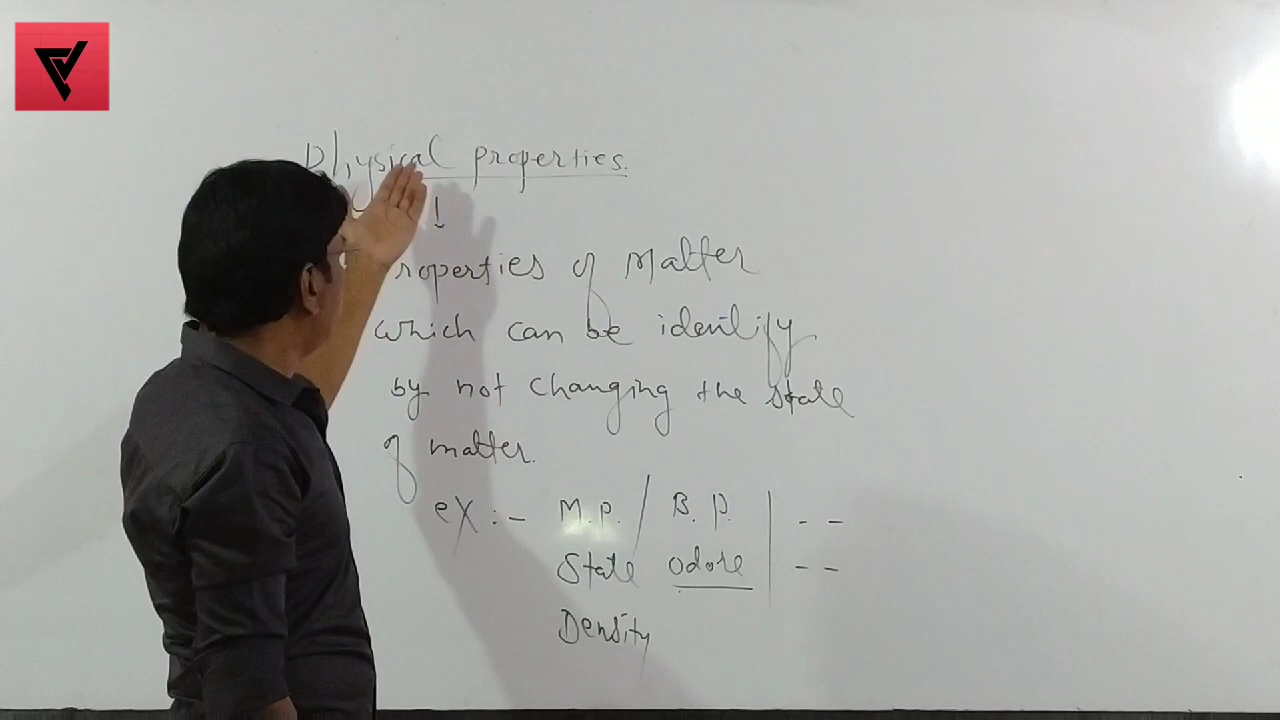 Physical properties.
!
roperties of Matter
which can be identify
by not changing the state
of matter.
ex :- M.P. / B.P. | --
State odore | --
Density